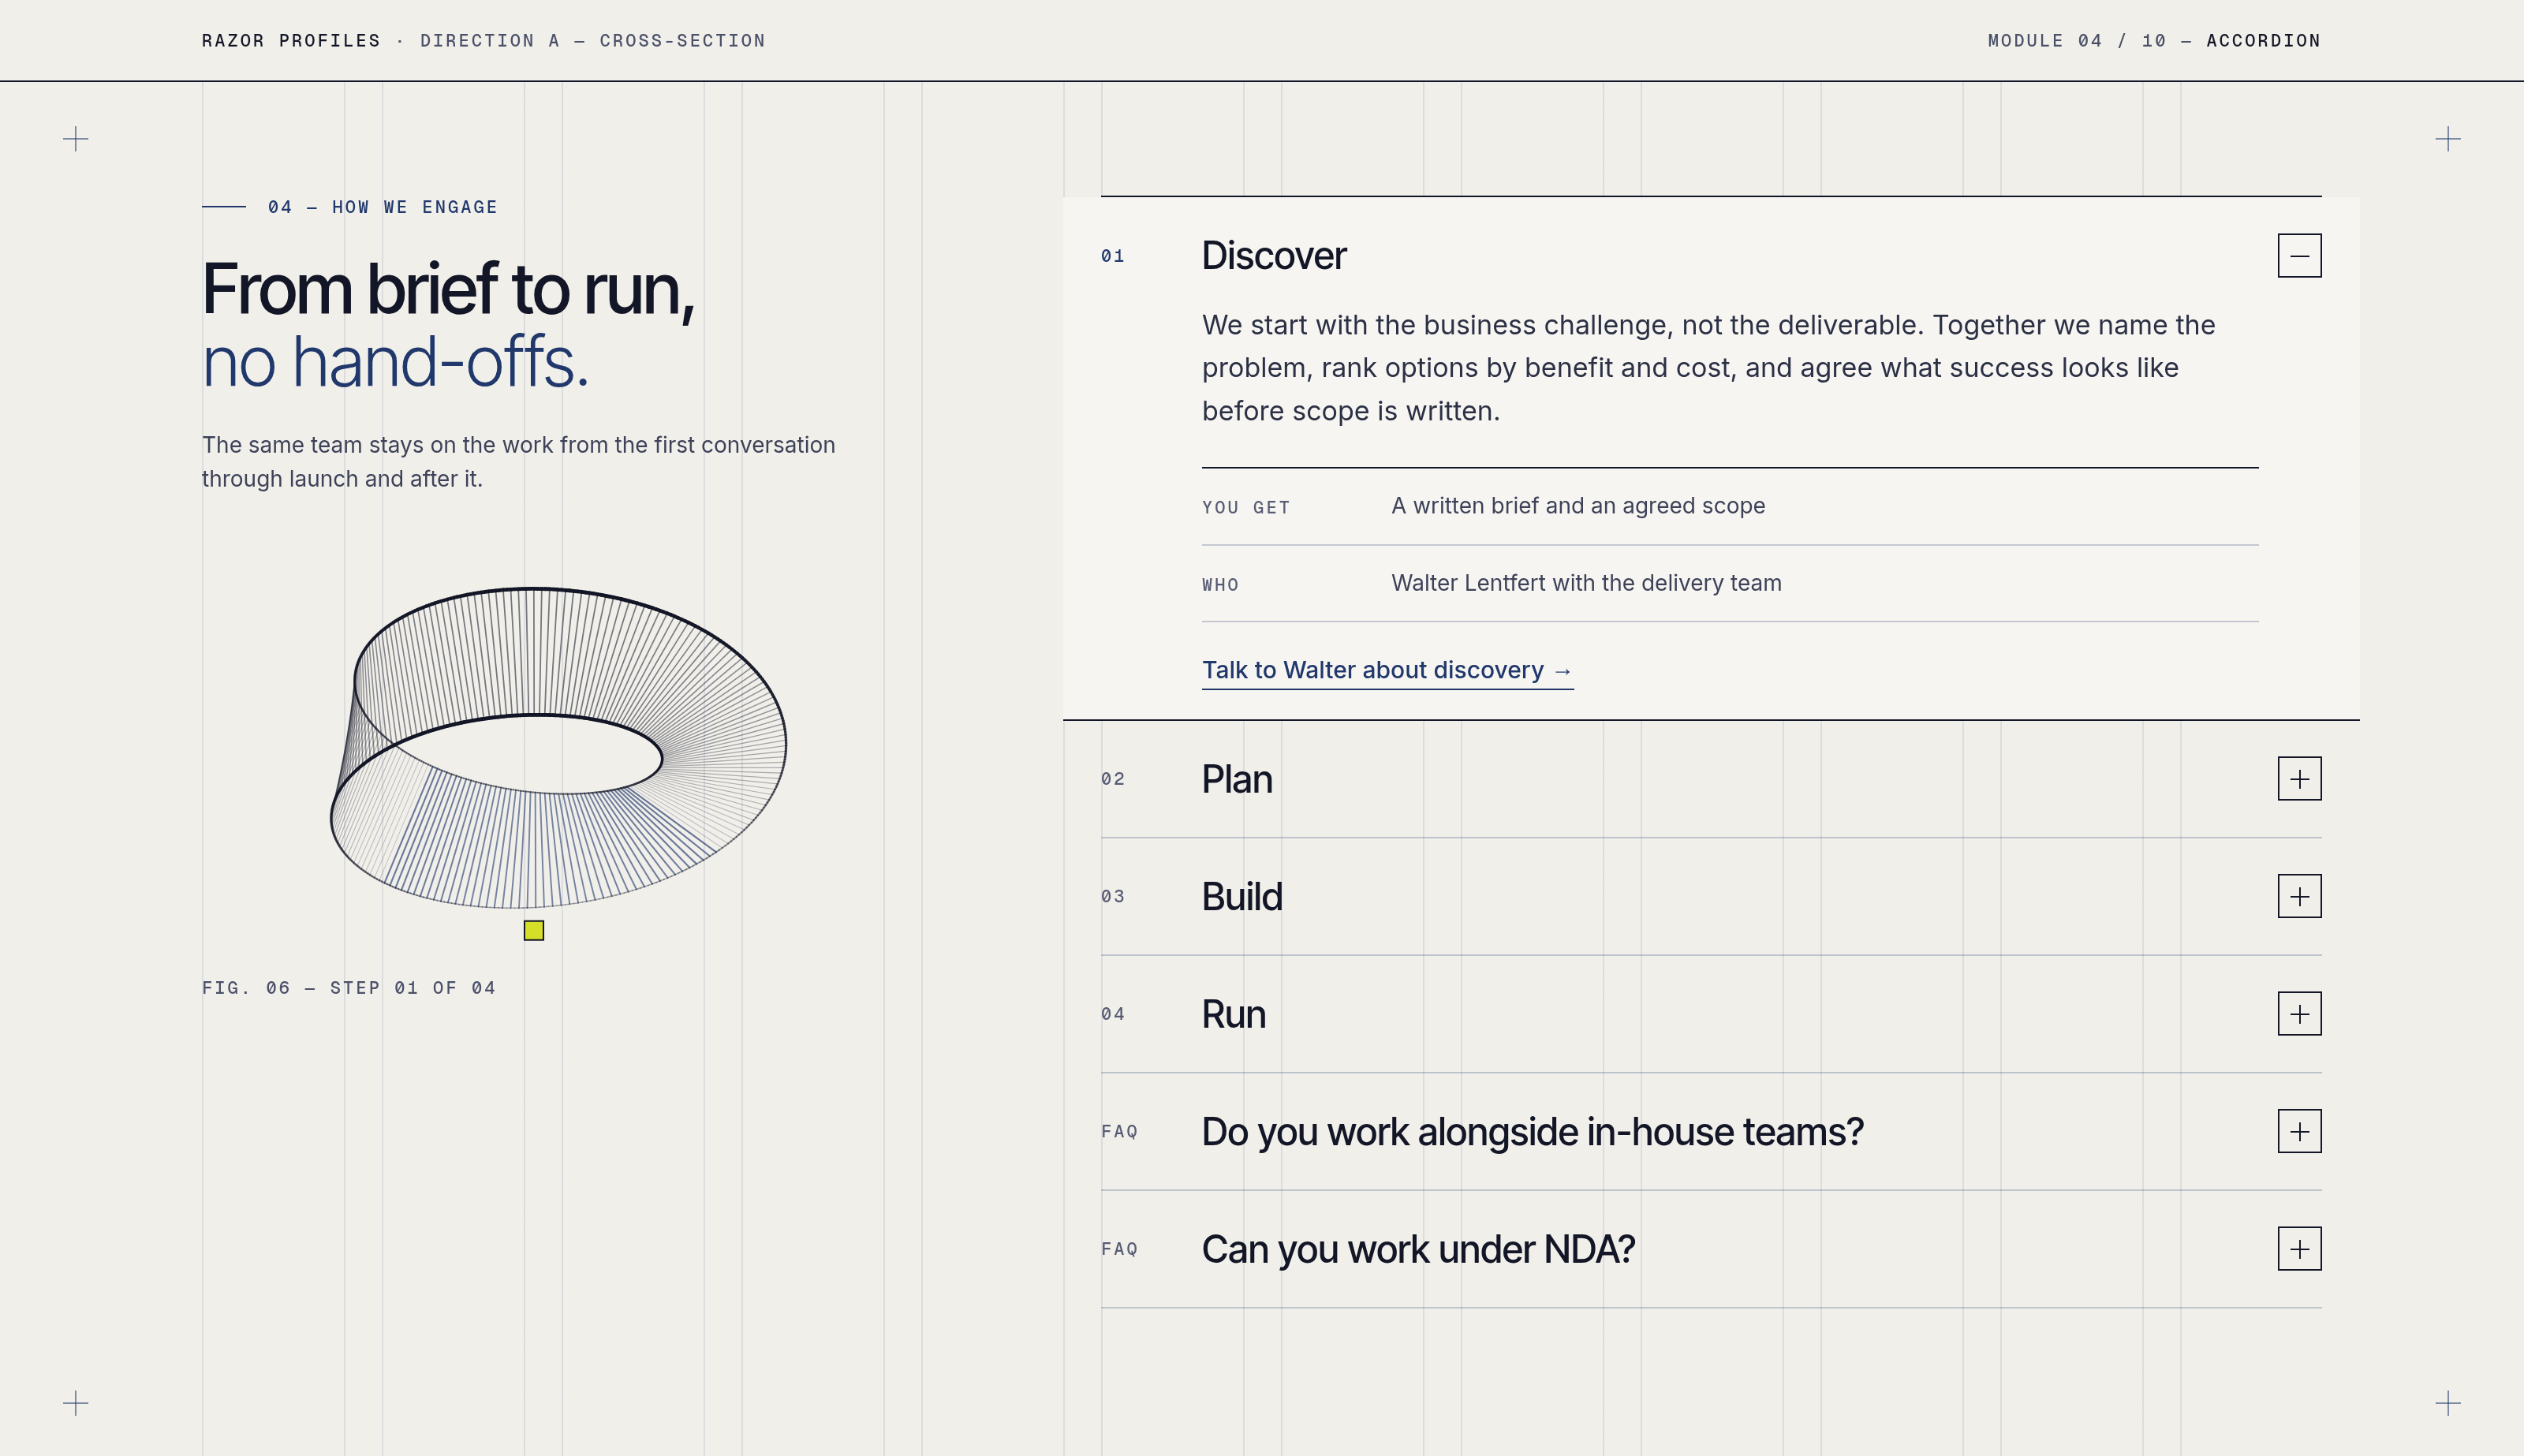 RAZOR PROFILES · DIRECTION A — CROSS-SECTION
MODULE 04 / 10 — ACCORDION
04 — HOW WE ENGAGE
From brief to run,
no hand-offs.
The same team stays on the work from the first conversation
through launch and after it.
FIG. 06 — STEP 01 OF 04
01
Discover
We start with the business challenge, not the deliverable. Together we name the
problem, rank options by benefit and cost, and agree what success looks like
before scope is written.
YOU GET A written brief and an agreed scope
WHO Walter Lentfert with the delivery team
Talk to Walter about discovery →
02 Plan
03 Build
04 Run
FAQ Do you work alongside in-house teams?
FAQ Can you work under NDA?